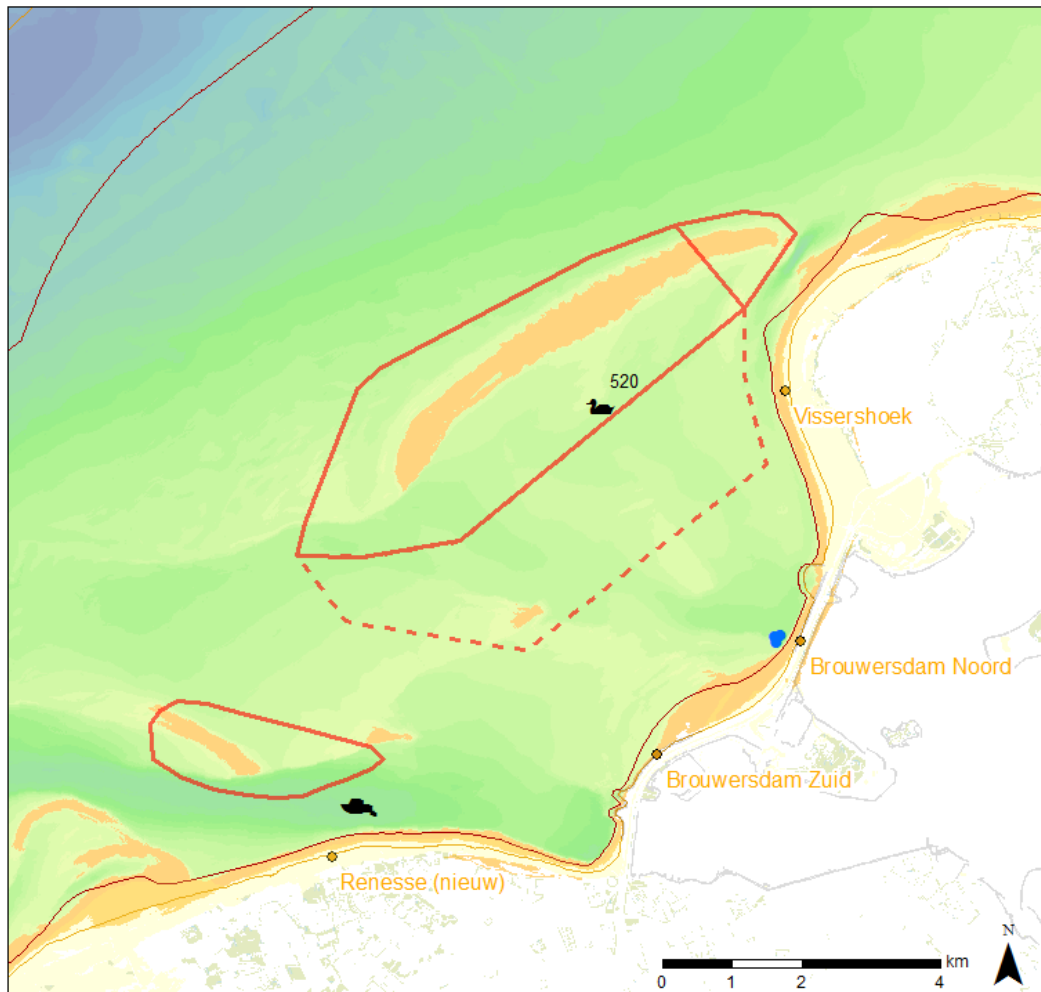 520
Vissershoek
Brouwersdam Noord
Brouwersdam Zuid
Renesse (nieuw)
N
km
0 1 2 4